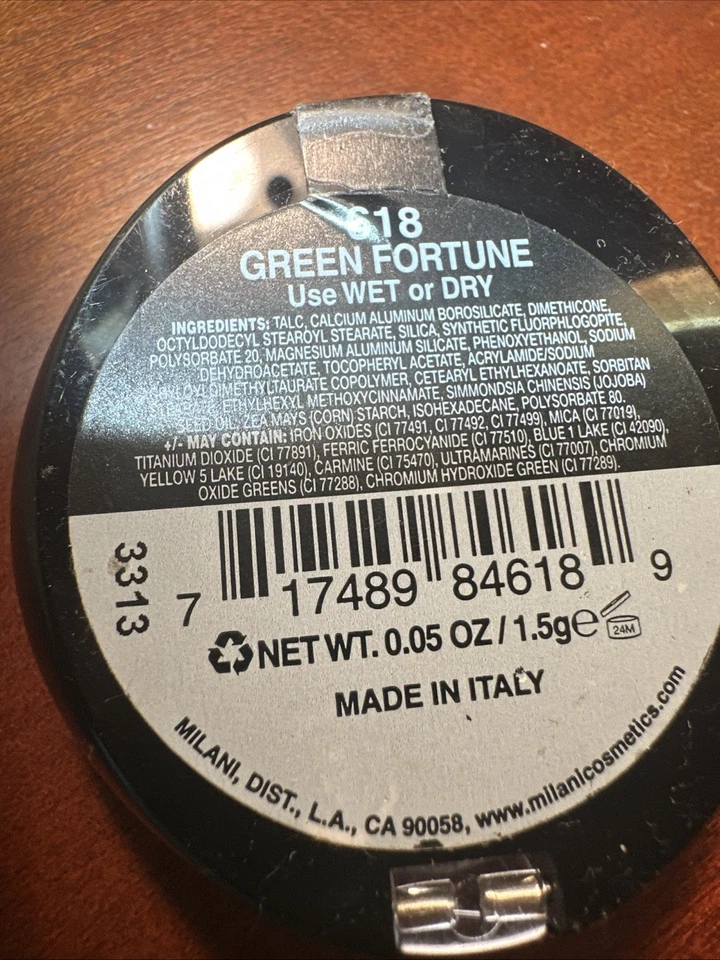 618
GREEN FORTUNE
Use WET or DRY
INGREDIENTS: TALC, CALCIUM ALUMINUM BOROSILICATE, DIMETHICONE,
OCTYLDODECYL STEAROYL STEARATE, SILICA, SYNTHETIC FLUORPHLOGOPITE,
POLYSORBATE 20, MAGNESIUM ALUMINUM SILICATE, PHENOXYETHANOL, SODIUM
DEHYDROACETATE, TOCOPHERYL ACETATE, ACRYLAMIDE/SODIUM
COPOLYMER, CETEARYL ETHYLHEXANOATE, SORBITAN
ETHYLHEXYL METHOXYCINNAMATE, SIMMONDSIA CHINENSIS (JOJOBA)
OIL, ZEA MAYS (CORN) STARCH, ISOHEXADECANE, POLYSORBATE 80.
+/- MAY CONTAIN: IRON OXIDES (CI 77491, CI 77492, CI 77499), MICA (CI 77019),
TITANIUM DIOXIDE (CI 77891), FERRIC FERROCYANIDE (CI 77510), BLUE 1 LAKE (CI 42090),
YELLOW 5 LAKE (CI 19140), CARMINE (CI 75470), ULTRAMARINES (CI 77007), CHROMIUM
OXIDE GREENS (CI 77288), CHROMIUM HYDROXIDE GREEN (CI 77289).
3313
7 17489 84618 9
NET WT. 0.05 OZ / 1.5g e 24M
MADE IN ITALY
MILANI, DIST., L.A., CA 90058, www.milanicosmetics.com